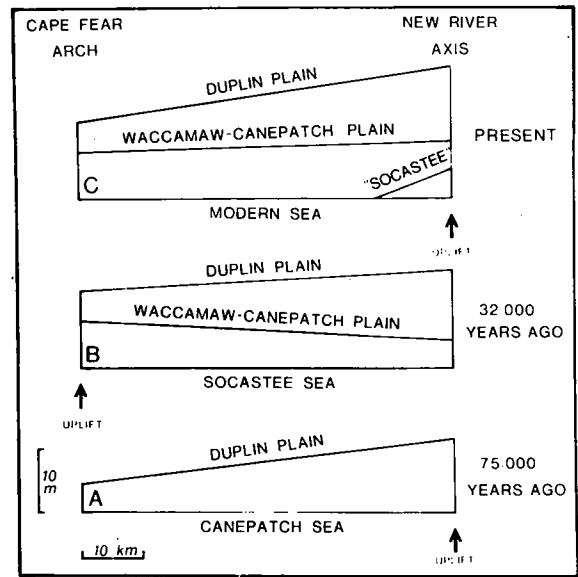 CAPE FEAR
ARCH
NEW RIVER
AXIS
DUPLIN PLAIN
WACCAMAW-CANEPATCH PLAIN
PRESENT
"SOCASTEE"
C
MODERN SEA
UPLIFT
DUPLIN PLAIN
WACCAMAW-CANEPATCH PLAIN
32 000
YEARS AGO
B
SOCASTEE SEA
UPLIFT
DUPLIN PLAIN
75.000
YEARS AGO
10
m
A
CANEPATCH SEA
10 km
UPLIFT